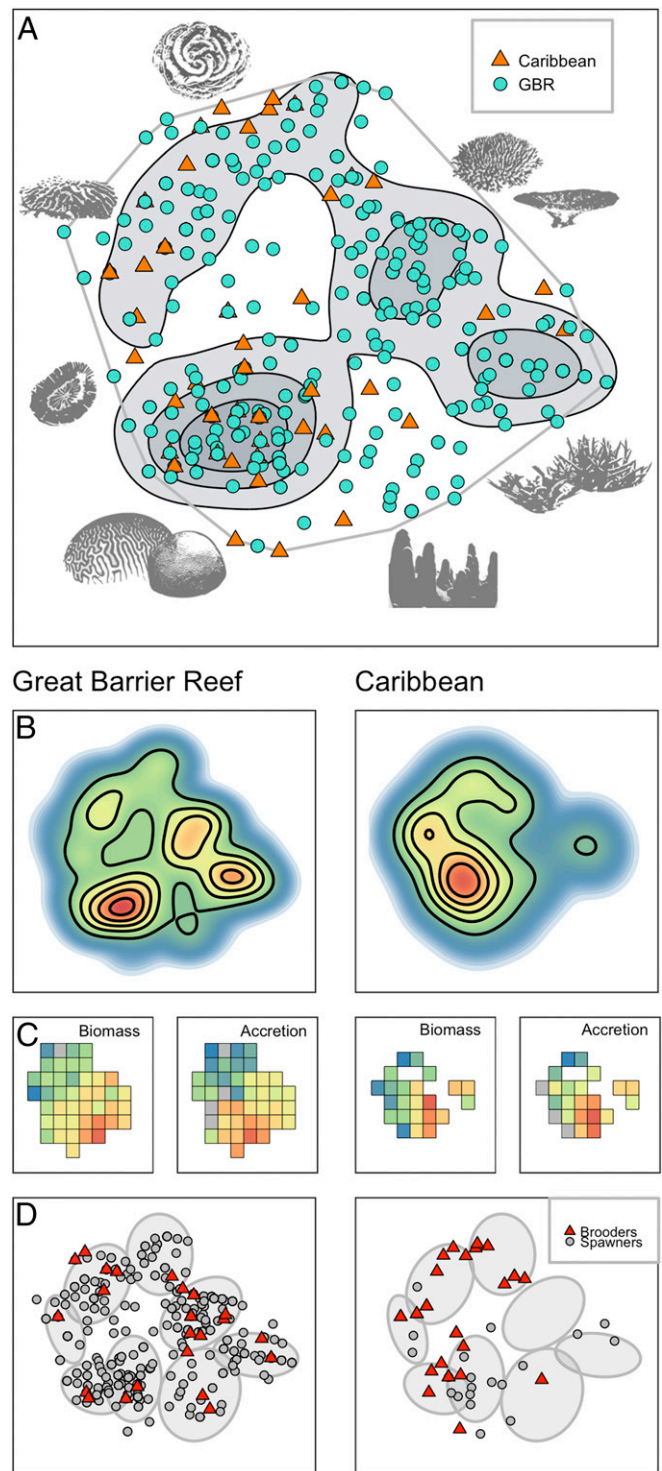 A
Caribbean
GBR
Great Barrier Reef
Caribbean
B
C
Biomass
Accretion
Biomass
Accretion
D
Brooders
Spawners